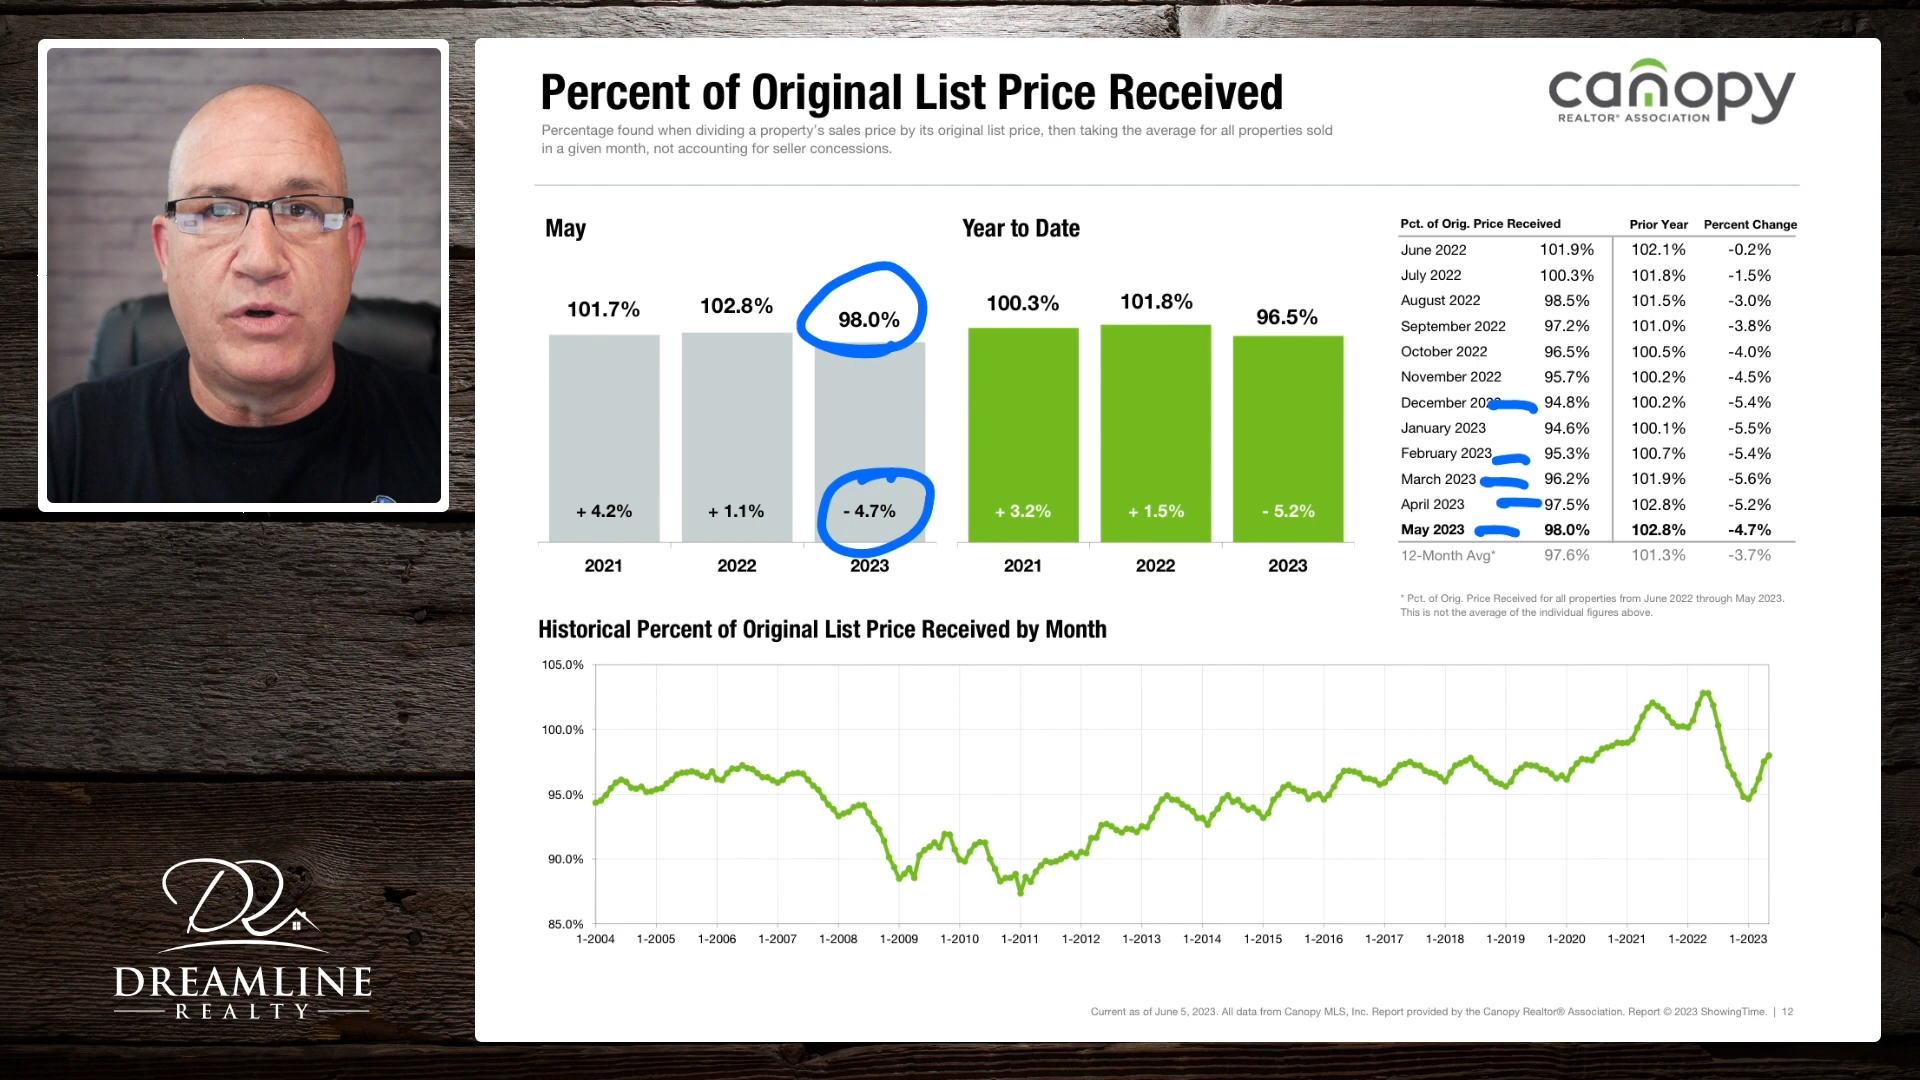 Percent of Original List Price Received
canopy
REALTOR® ASSOCIATION
Percentage found when dividing a property's sales price by its original list price, then taking the average for all properties sold
in a given month, not accounting for seller concessions.
May
101.7%
102.8%
98.0%
+ 4.2%
+ 1.1%
- 4.7%
2021
2022
2023
Year to Date
100.3%
101.8%
96.5%
+ 3.2%
+ 1.5%
- 5.2%
2021
2022
2023
Pct. of Orig. Price Received Prior Year Percent Change
June 2022 101.9% 102.1% -0.2%
July 2022 100.3% 101.8% -1.5%
August 2022 98.5% 101.5% -3.0%
September 2022 97.2% 101.0% -3.8%
October 2022 96.5% 100.5% -4.0%
November 2022 95.7% 100.2% -4.5%
December 2022 94.8% 100.2% -5.4%
January 2023 94.6% 100.1% -5.5%
February 2023 95.3% 100.7% -5.4%
March 2023 96.2% 101.9% -5.6%
April 2023 97.5% 102.8% -5.2%
May 2023 98.0% 102.8% -4.7%
12-Month Avg* 97.6% 101.3% -3.7%
* Pct. of Orig. Price Received for all properties from June 2022 through May 2023.
This is not the average of the individual figures above.
Historical Percent of Original List Price Received by Month
105.0%
100.0%
95.0%
90.0%
85.0%
1-2004 1-2005 1-2006 1-2007 1-2008 1-2009 1-2010 1-2011 1-2012 1-2013 1-2014 1-2015 1-2016 1-2017 1-2018 1-2019 1-2020 1-2021 1-2022 1-2023
Current as of June 5, 2023. All data from Canopy MLS, Inc. Report provided by the Canopy Realtor® Association. Report © 2023 ShowingTime. | 12
DR
DREAMLINE
REALTY